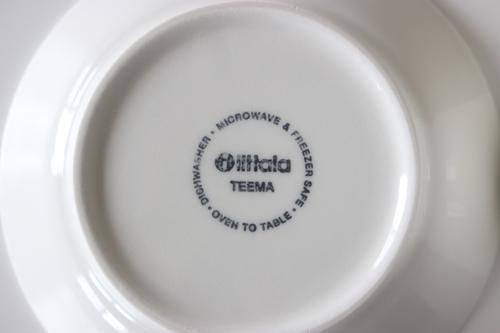 DISHWASHER • MICROWAVE & FREEZER SAFE • OVEN TO TABLE •
iittala
TEEMA